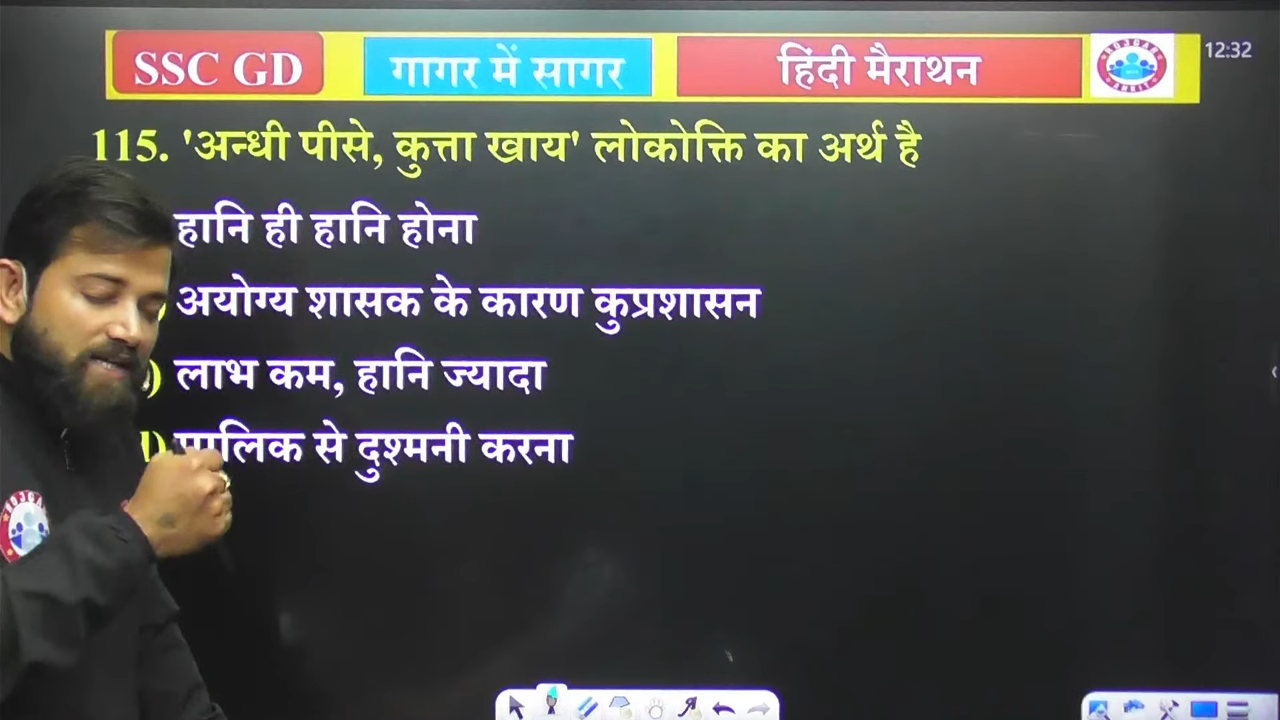 SSC GD
गागर में सागर
हिंदी मैराथन
12:32
115. 'अन्धी पीसे, कुत्ता खाय' लोकोक्ति का अर्थ है
हानि ही हानि होना
अयोग्य शासक के कारण कुप्रशासन
लाभ कम, हानि ज्यादा
मालिक से दुश्मनी करना